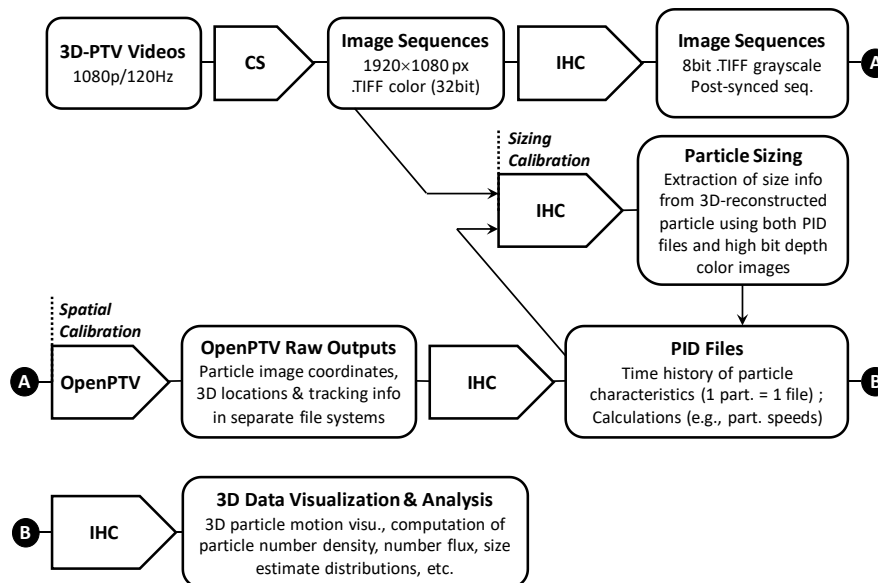 3D-PTV Videos
1080p/120Hz
CS
Image Sequences
1920×1080 px
.TIFF color (32bit)
IHC
Image Sequences
8bit .TIFF grayscale
Post-synced seq.
A
Sizing
Calibration
IHC
Particle Sizing
Extraction of size info
from 3D-reconstructed
particle using both PID
files and high bit depth
color images
Spatial
Calibration
A
OpenPTV
OpenPTV Raw Outputs
Particle image coordinates,
3D locations & tracking info
in separate file systems
IHC
PID Files
Time history of particle
characteristics (1 part. = 1 file) ;
Calculations (e.g., part. speeds)
B
B
IHC
3D Data Visualization & Analysis
3D particle motion visu., computation of
particle number density, number flux, size
estimate distributions, etc.